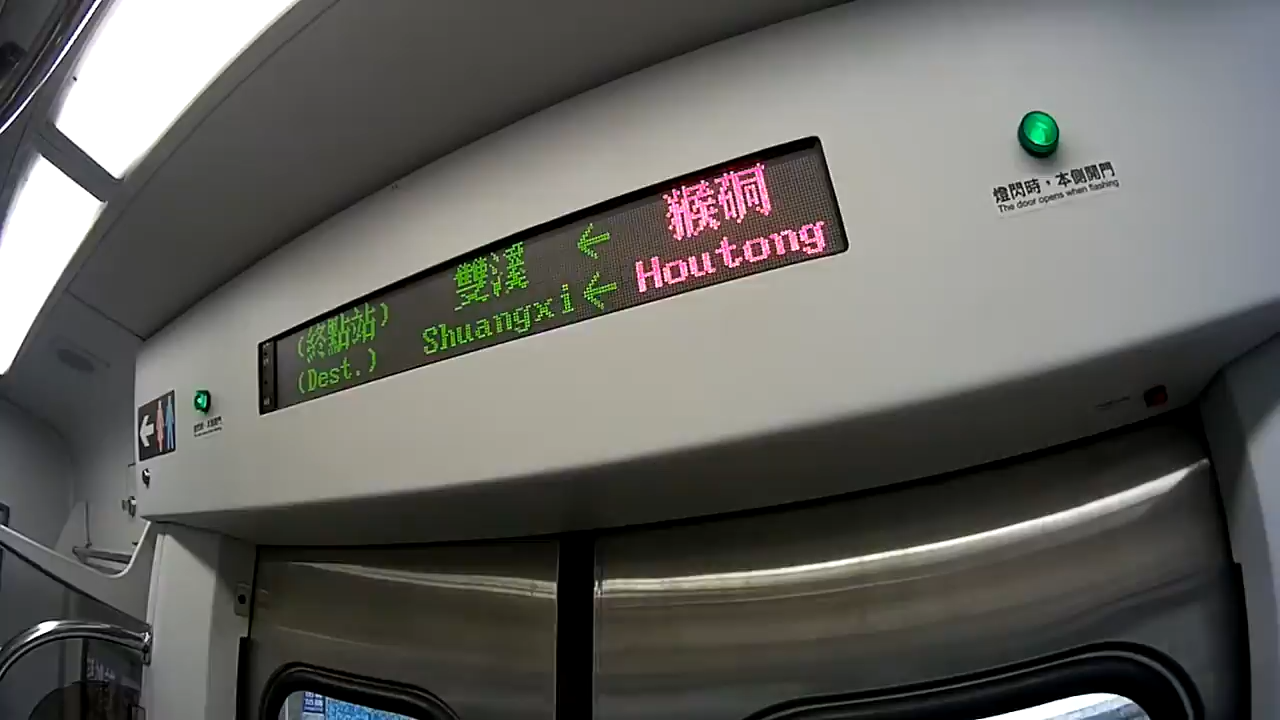 (終點站) 雙溪 ← 猴硐
(Dest.) Shuangxi ← Houtong
燈閃時，本側開門
The door opens when flashing